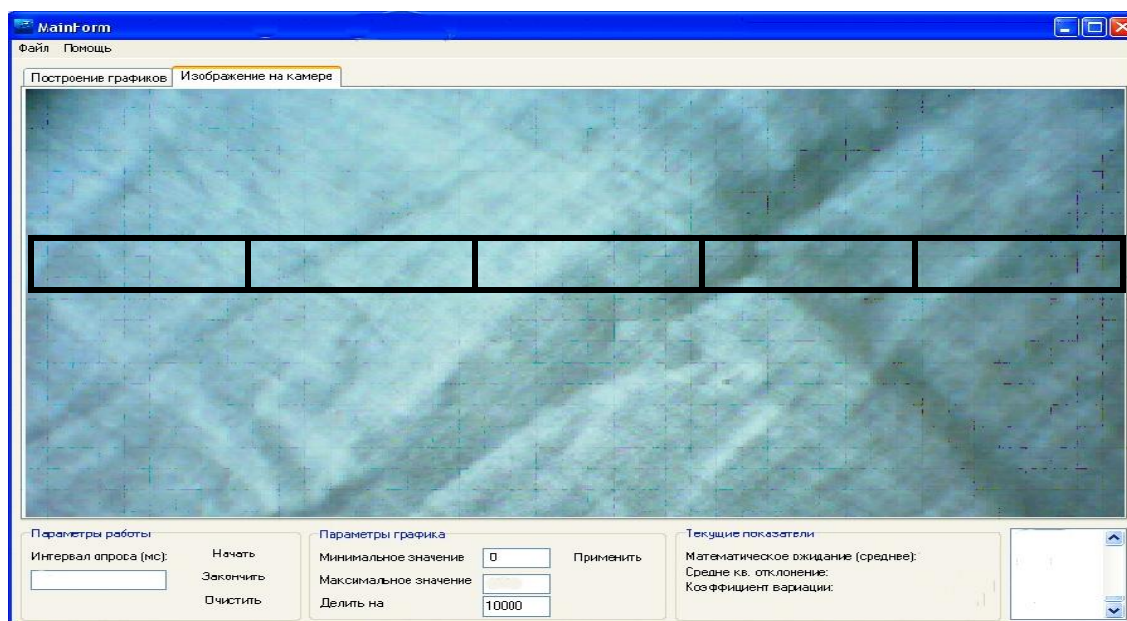 MainForm
Файл Помощь
Построение графиков Изображение на камере
Параметры работы
Интервал опроса (мс):
Начать
Закончить
Очистить
Параметры графика
Минимальное значение 0
Применить
Максимальное значение
Делить на 10000
Текущие показатели
Математическое ожидание (среднее):
Средне кв. отклонение:
Коэффициент вариации: